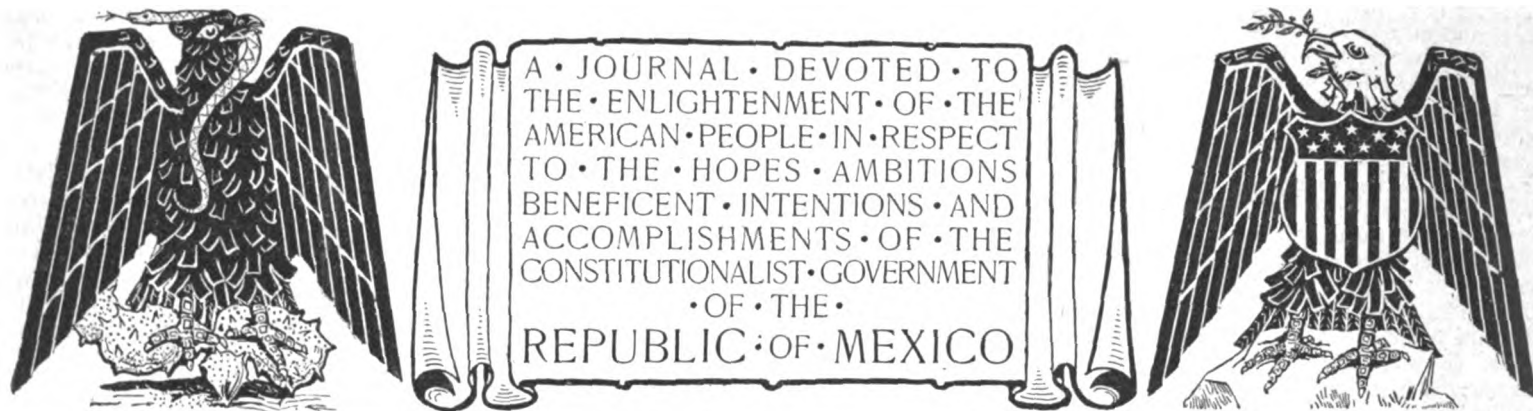 A · JOURNAL · DEVOTED · TO
THE · ENLIGHTENMENT · OF · THE
AMERICAN · PEOPLE · IN · RESPECT
TO · THE · HOPES · AMBITIONS
BENEFICENT · INTENTIONS · AND
ACCOMPLISHMENTS · OF · THE
CONSTITUTIONALIST · GOVERNMENT
· OF · THE ·
REPUBLIC · OF · MEXICO